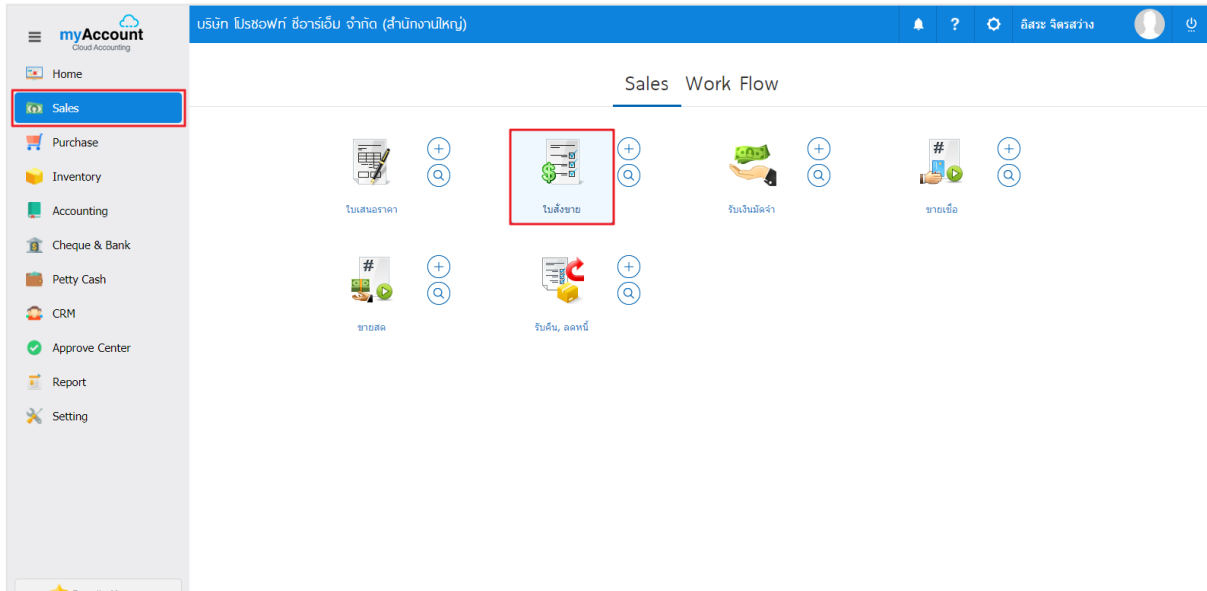 myAccount
Cloud Accounting
บริษัท โปรซอฟท์ ซีอาร์เอ็ม จำกัด (สำนักงานใหญ่)
?
อิสระ จิตรสว่าง
Home
Sales
Purchase
Inventory
Accounting
Cheque & Bank
Petty Cash
CRM
Approve Center
Report
Setting
Sales Work Flow
ใบเสนอราคา
ใบสั่งขาย
รับเงินมัดจำ
#
ขายเชื่อ
#
ขายสด
รับคืน, ลดหนี้